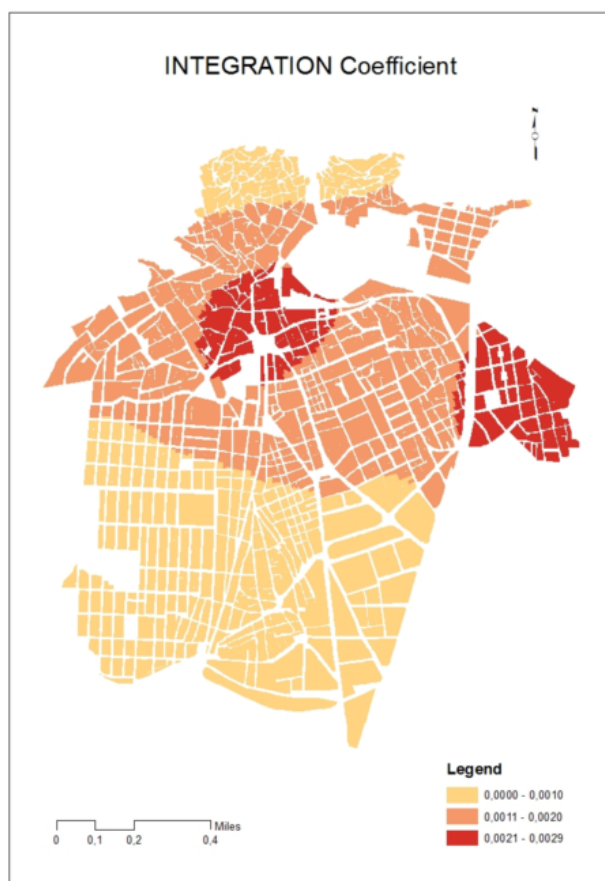 INTEGRATION Coefficient
N
Legend
0,0000 - 0,0010
0,0011 - 0,0020
0,0021 - 0,0029
Miles
0 0,1 0,2 0,4